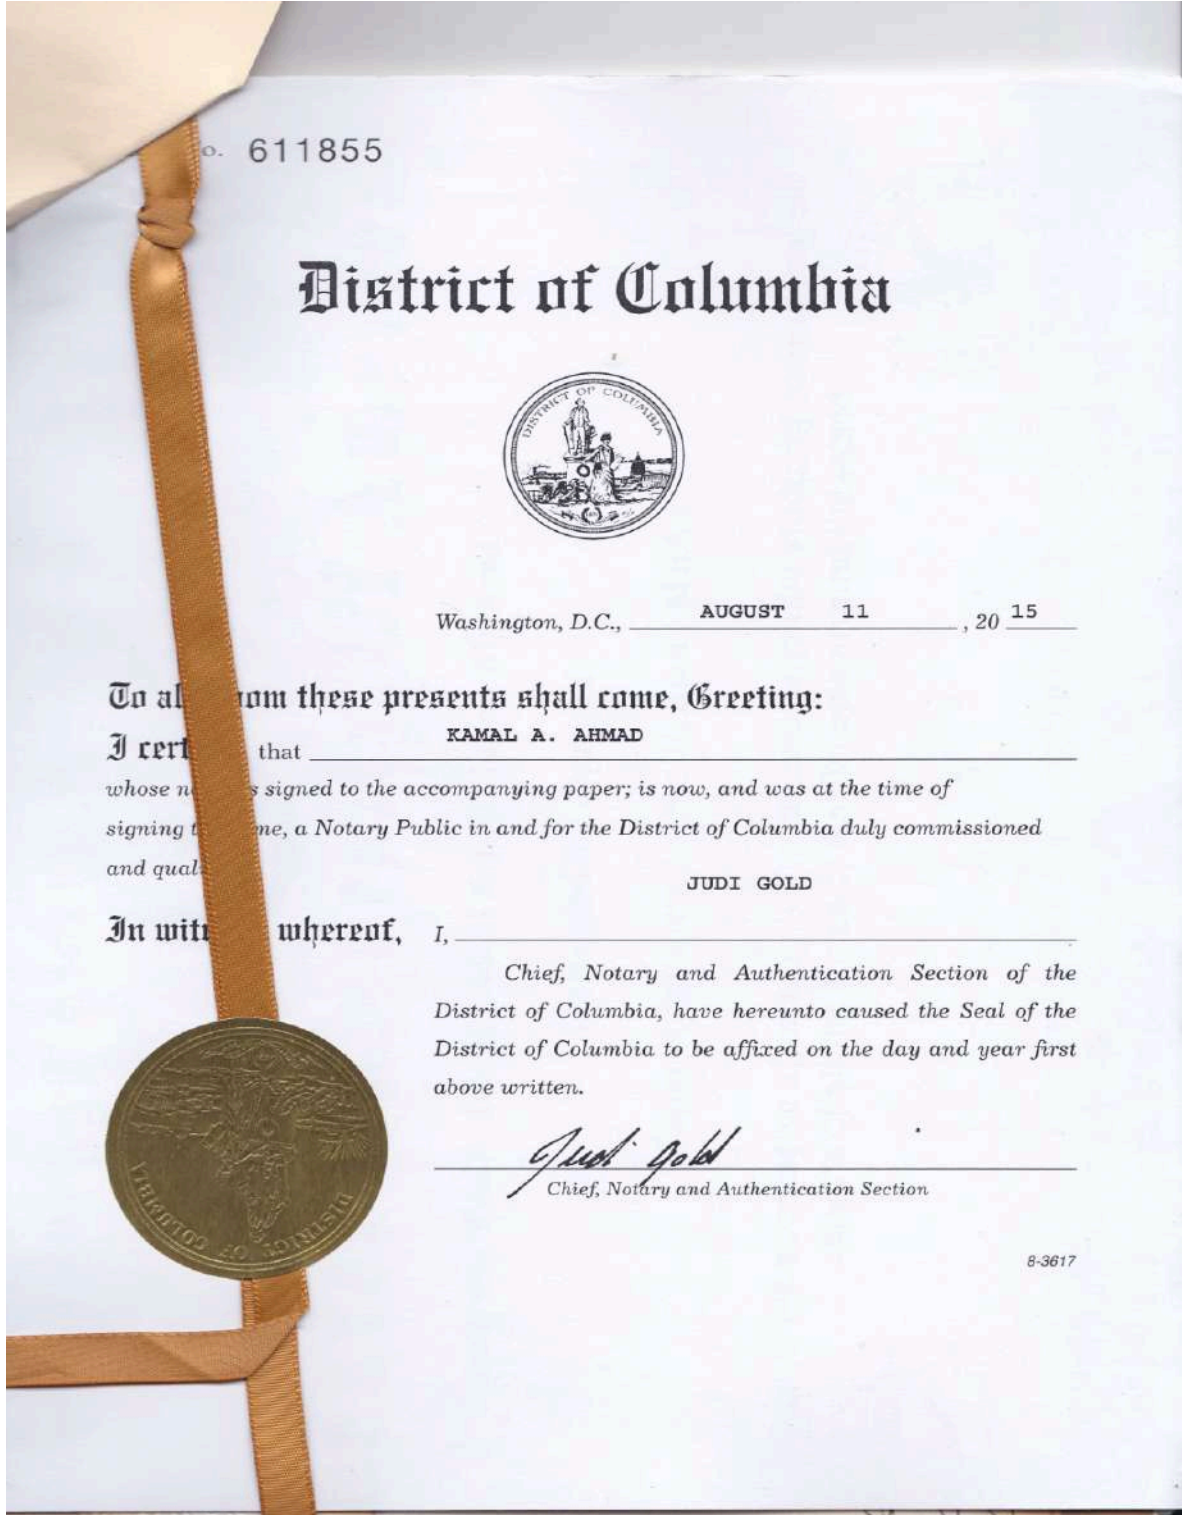 o. 611855
District of Columbia
DISTRICT OF COLUMBIA
Washington, D.C., AUGUST 11, 20 15
To al om these presents shall come, Greeting:
I cert that KAMAL A. AHMAD
whose n s signed to the accompanying paper; is now, and was at the time of
signing t me, a Notary Public in and for the District of Columbia duly commissioned
and qual
JUDI GOLD
In wit whereof, I,
Chief, Notary and Authentication Section of the
District of Columbia, have hereunto caused the Seal of the
District of Columbia to be affixed on the day and year first
above written.
Judi Gold
Chief, Notary and Authentication Section
DISTRICT OF COLUMBIA
8-3617